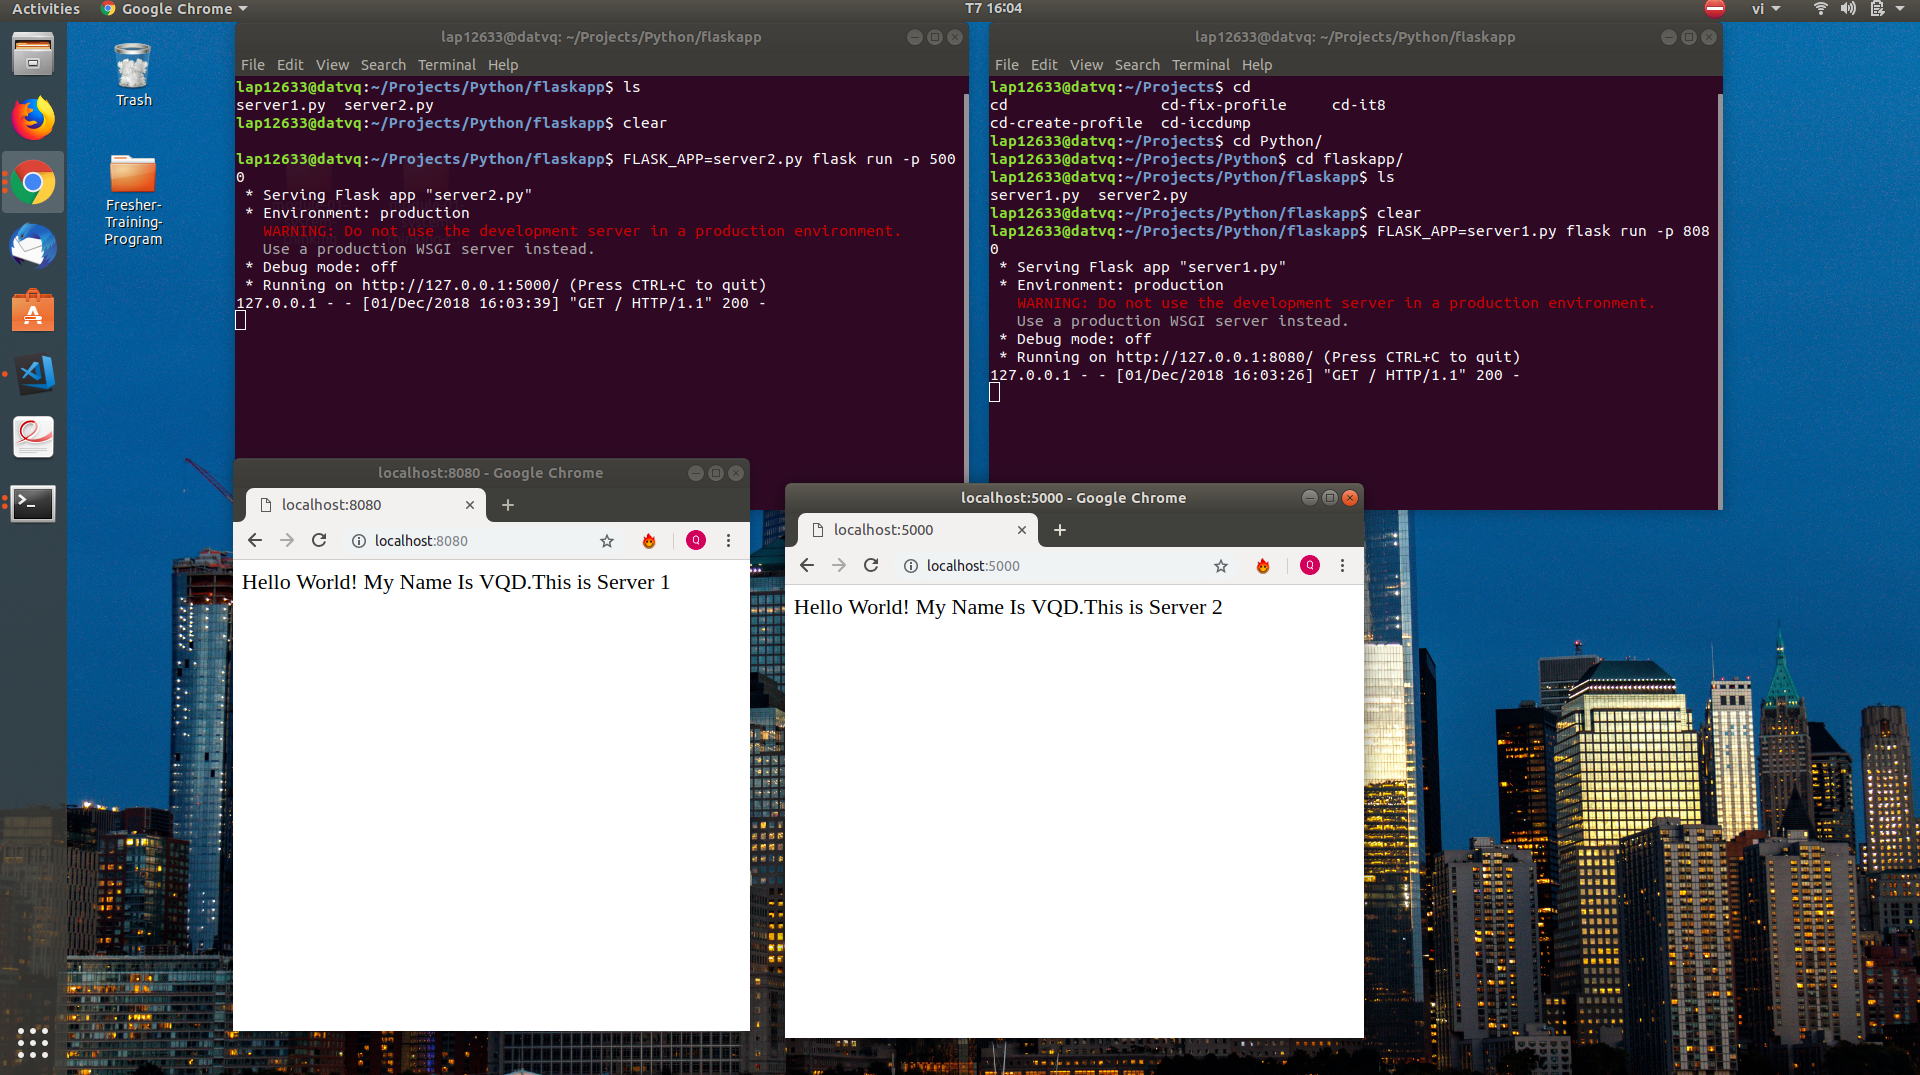 Activities
Google Chrome
T7 16:04
vi
Trash
Fresher-
Training-
Program
lap12633@datvq: ~/Projects/Python/flaskapp
File Edit View Search Terminal Help
lap12633@datvq:~/Projects/Python/flaskapp$ ls
server1.py  server2.py
lap12633@datvq:~/Projects/Python/flaskapp$ clear
lap12633@datvq:~/Projects/Python/flaskapp$ FLASK_APP=server2.py flask run -p 500
0
 * Serving Flask app "server2.py"
 * Environment: production
   WARNING: Do not use the development server in a production environment.
   Use a production WSGI server instead.
 * Debug mode: off
 * Running on http://127.0.0.1:5000/ (Press CTRL+C to quit)
127.0.0.1 - - [01/Dec/2018 16:03:39] "GET / HTTP/1.1" 200 -
lap12633@datvq: ~/Projects/Python/flaskapp
File Edit View Search Terminal Help
lap12633@datvq:~/Projects$ cd
cd                 cd-fix-profile     cd-it8
cd-create-profile  cd-iccdump
lap12633@datvq:~/Projects$ cd Python/
lap12633@datvq:~/Projects/Python$ cd flaskapp/
lap12633@datvq:~/Projects/Python/flaskapp$ ls
server1.py  server2.py
lap12633@datvq:~/Projects/Python/flaskapp$ clear
lap12633@datvq:~/Projects/Python/flaskapp$ FLASK_APP=server1.py flask run -p 808
0
 * Serving Flask app "server1.py"
 * Environment: production
   WARNING: Do not use the development server in a production environment.
   Use a production WSGI server instead.
 * Debug mode: off
 * Running on http://127.0.0.1:8080/ (Press CTRL+C to quit)
127.0.0.1 - - [01/Dec/2018 16:03:26] "GET / HTTP/1.1" 200 -
localhost:8080 - Google Chrome
localhost:8080
localhost:8080
Q
Hello World! My Name Is VQD.This is Server 1
localhost:5000 - Google Chrome
localhost:5000
localhost:5000
Q
Hello World! My Name Is VQD.This is Server 2